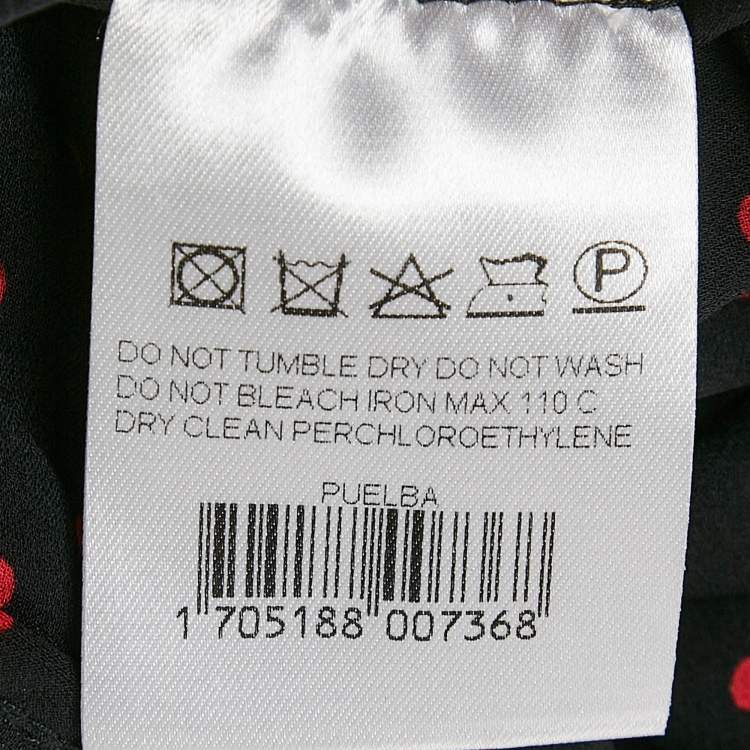 P
DO NOT TUMBLE DRY DO NOT WASH
DO NOT BLEACH IRON MAX 110 C
DRY CLEAN PERCHLOROETHYLENE
PUELBA
1 705188 007368